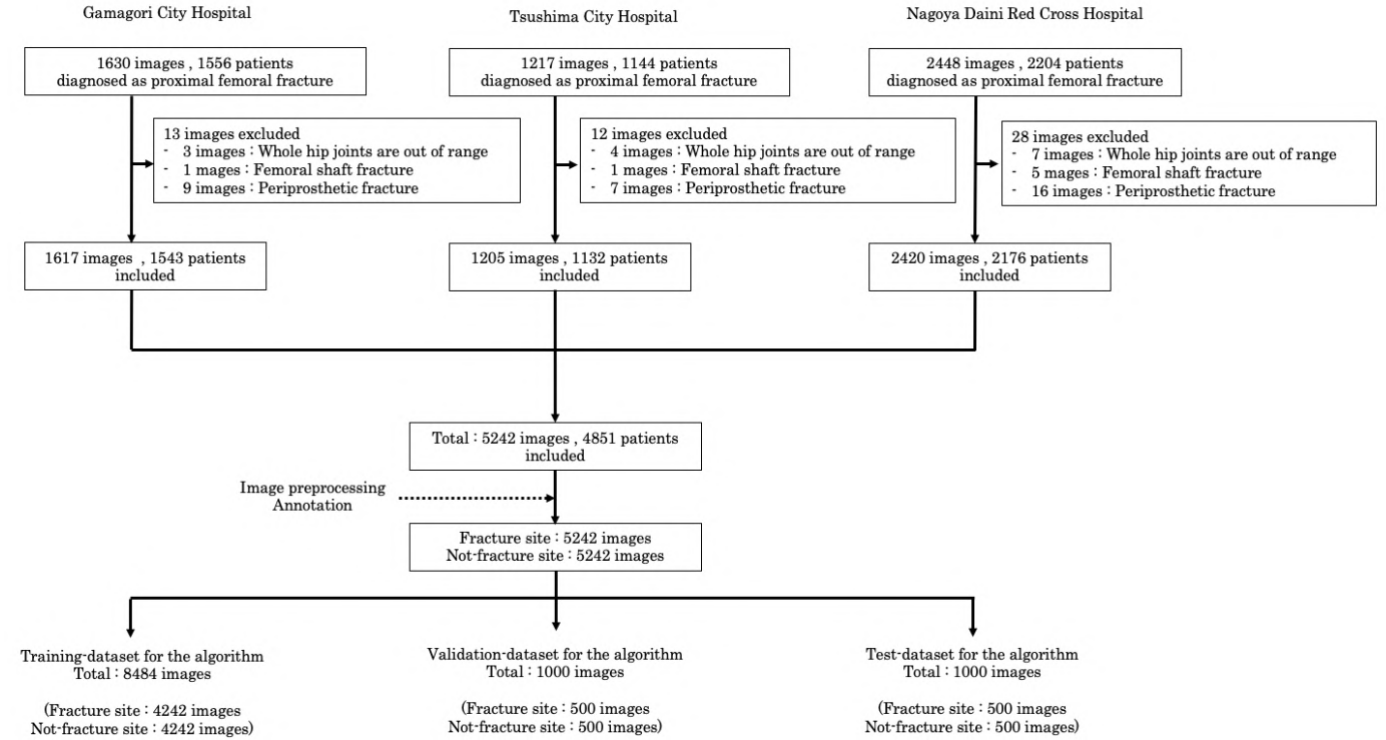 Gamagori City Hospital
Tsushima City Hospital
Nagoya Daini Red Cross Hospital
1630 images , 1556 patients
diagnosed as proximal femoral fracture
1217 images , 1144 patients
diagnosed as proximal femoral fracture
2448 images , 2204 patients
diagnosed as proximal femoral fracture
13 images excluded
- 3 images : Whole hip joints are out of range
- 1 mages : Femoral shaft fracture
- 9 images : Periprosthetic fracture
12 images excluded
- 4 images : Whole hip joints are out of range
- 1 mages : Femoral shaft fracture
- 7 images : Periprosthetic fracture
28 images excluded
- 7 images : Whole hip joints are out of range
- 5 mages : Femoral shaft fracture
- 16 images : Periprosthetic fracture
1617 images , 1543 patients
included
1205 images , 1132 patients
included
2420 images , 2176 patients
included
Total : 5242 images , 4851 patients
included
Image preprocessing
Annotation
Fracture site : 5242 images
Not-fracture site : 5242 images
Training-dataset for the algorithm
Total : 8484 images
(Fracture site : 4242 images
Not-fracture site : 4242 images)
Validation-dataset for the algorithm
Total : 1000 images
(Fracture site : 500 images
Not-fracture site : 500 images)
Test-dataset for the algorithm
Total : 1000 images
(Fracture site : 500 images
Not-fracture site : 500 images)